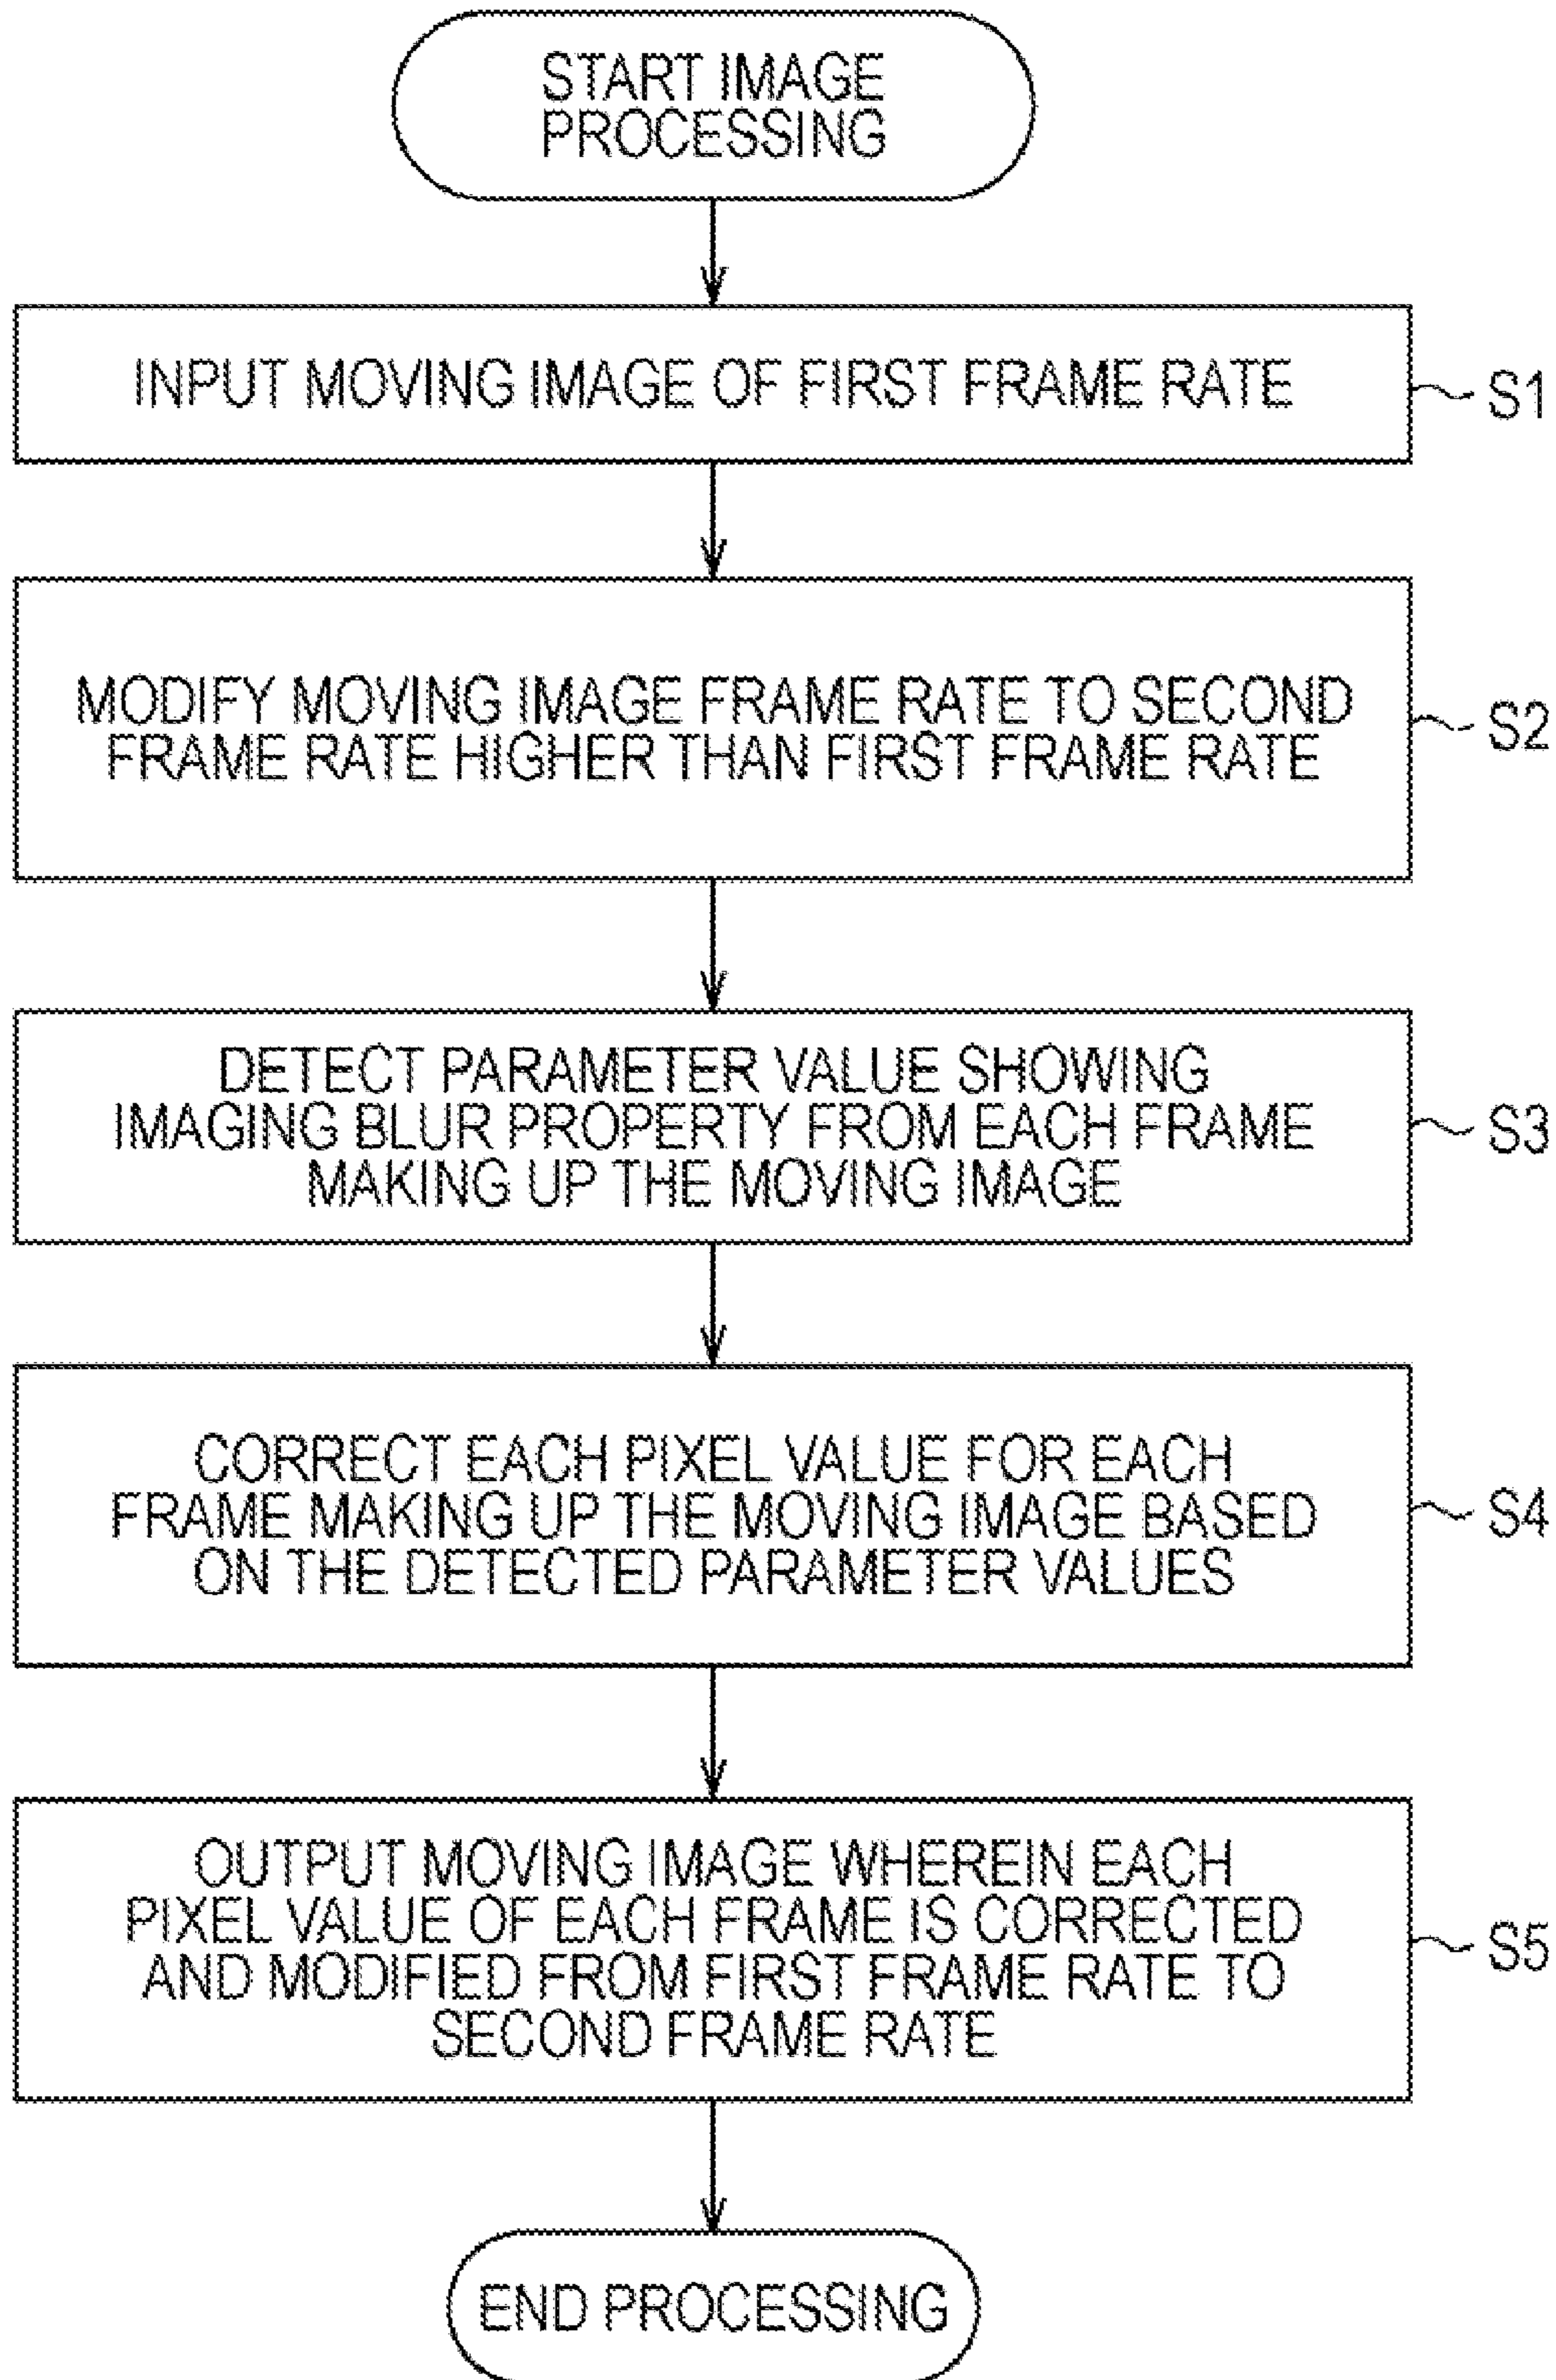 START IMAGE
PROCESSING
INPUT MOVING IMAGE OF FIRST FRAME RATE
S1
MODIFY MOVING IMAGE FRAME RATE TO SECOND
FRAME RATE HIGHER THAN FIRST FRAME RATE
S2
DETECT PARAMETER VALUE SHOWING
IMAGING BLUR PROPERTY FROM EACH FRAME
MAKING UP THE MOVING IMAGE
S3
CORRECT EACH PIXEL VALUE FOR EACH
FRAME MAKING UP THE MOVING IMAGE BASED
ON THE DETECTED PARAMETER VALUES
S4
OUTPUT MOVING IMAGE WHEREIN EACH
PIXEL VALUE OF EACH FRAME IS CORRECTED
AND MODIFIED FROM FIRST FRAME RATE TO
SECOND FRAME RATE
S5
END PROCESSING